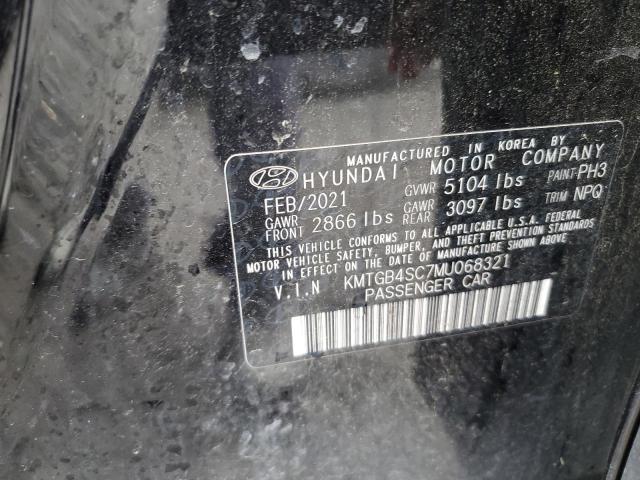 MANUFACTURED IN KOREA BY
HYUNDAI MOTOR COMPANY
FEB/2021 GVWR 5104 lbs PAINT:PH3
GAWR FRONT 2866 lbs GAWR REAR 3097 lbs TRIM:NPQ
THIS VEHICLE CONFORMS TO ALL APPLICABLE U.S.A. FEDERAL
MOTOR VEHICLE SAFETY, BUMPER, AND THEFT PREVENTION STANDARDS
IN EFFECT ON THE DATE OF MANUFACTURE SHOWN ABOVE.
V.I.N KMTGB4SC7MU068321
PASSENGER CAR